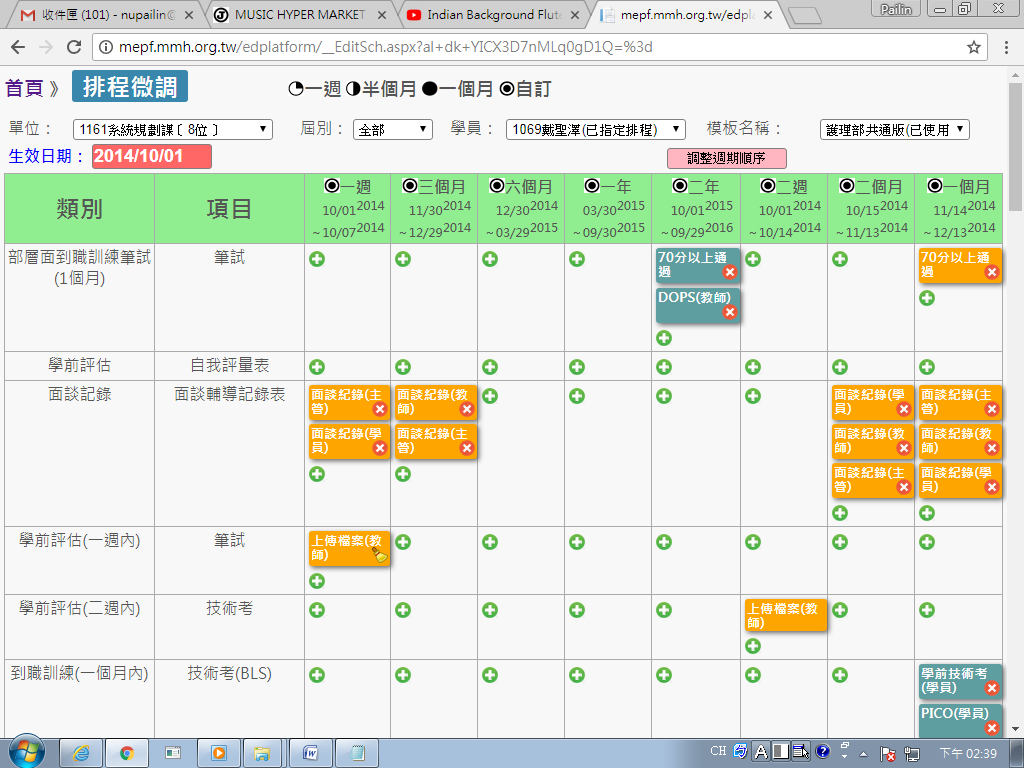 收件匣 (101) - nupailin@
MUSIC HYPER MARKET
Indian Background Flute
mepf.mmh.org.tw/edpla
Pailin
mepf.mmh.org.tw/edplatform/__EditSch.aspx?al+dk+YICX3D7nMLq0gD1Q=%3d
首頁 》 排程微調 一週 半個月 一個月 自訂
單位： 1161系統規劃課〔8位〕 屆別： 全部 學員： 1069戴聖澤(已指定排程) 模板名稱： 護理部共通版(已使用
生效日期： 2014/10/01 調整週期順序
類別 項目 一週 三個月 六個月 一年 二年 二週 二個月 一個月
10/01 2014 11/30 2014 12/30 2014 03/30 2015 10/01 2015 10/01 2014 10/15 2014 11/14 2014
~10/07 2014 ~12/29 2014 ~03/29 2015 ~09/30 2015 ~09/29 2016 ~10/14 2014 ~11/13 2014 ~12/13 2014
部層面到職訓練筆試 筆試 70分以上通 70分以上通
(1個月) 過 過
DOPS(教師)
學前評估 自我評量表
面談記錄 面談輔導記錄表 面談紀錄(主 面談紀錄(教 面談紀錄(學 面談紀錄(主
管) 師) 員) 管)
面談紀錄(學 面談紀錄(主 面談紀錄(教 面談紀錄(教
員) 管) 師) 師)
面談紀錄(主 面談紀錄(學
管) 員)
學前評估(一週內) 筆試 上傳檔案(教
師)
學前評估(二週內) 技術考 上傳檔案(教
師)
到職訓練(一個月內) 技術考(BLS) 學前技術考
(學員)
PICO(學員)
CH 下午 02:39